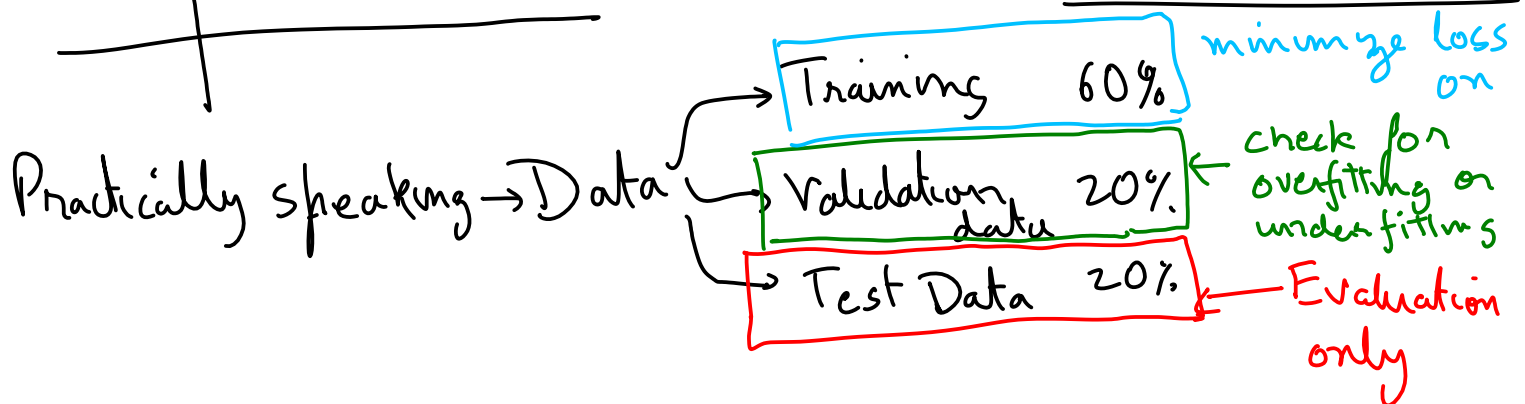 Training 60%
minimize loss
on
Practically speaking → Data
Validation 20%
data
check for
overfitting or
underfitting
Test Data 20%
Evaluation
only